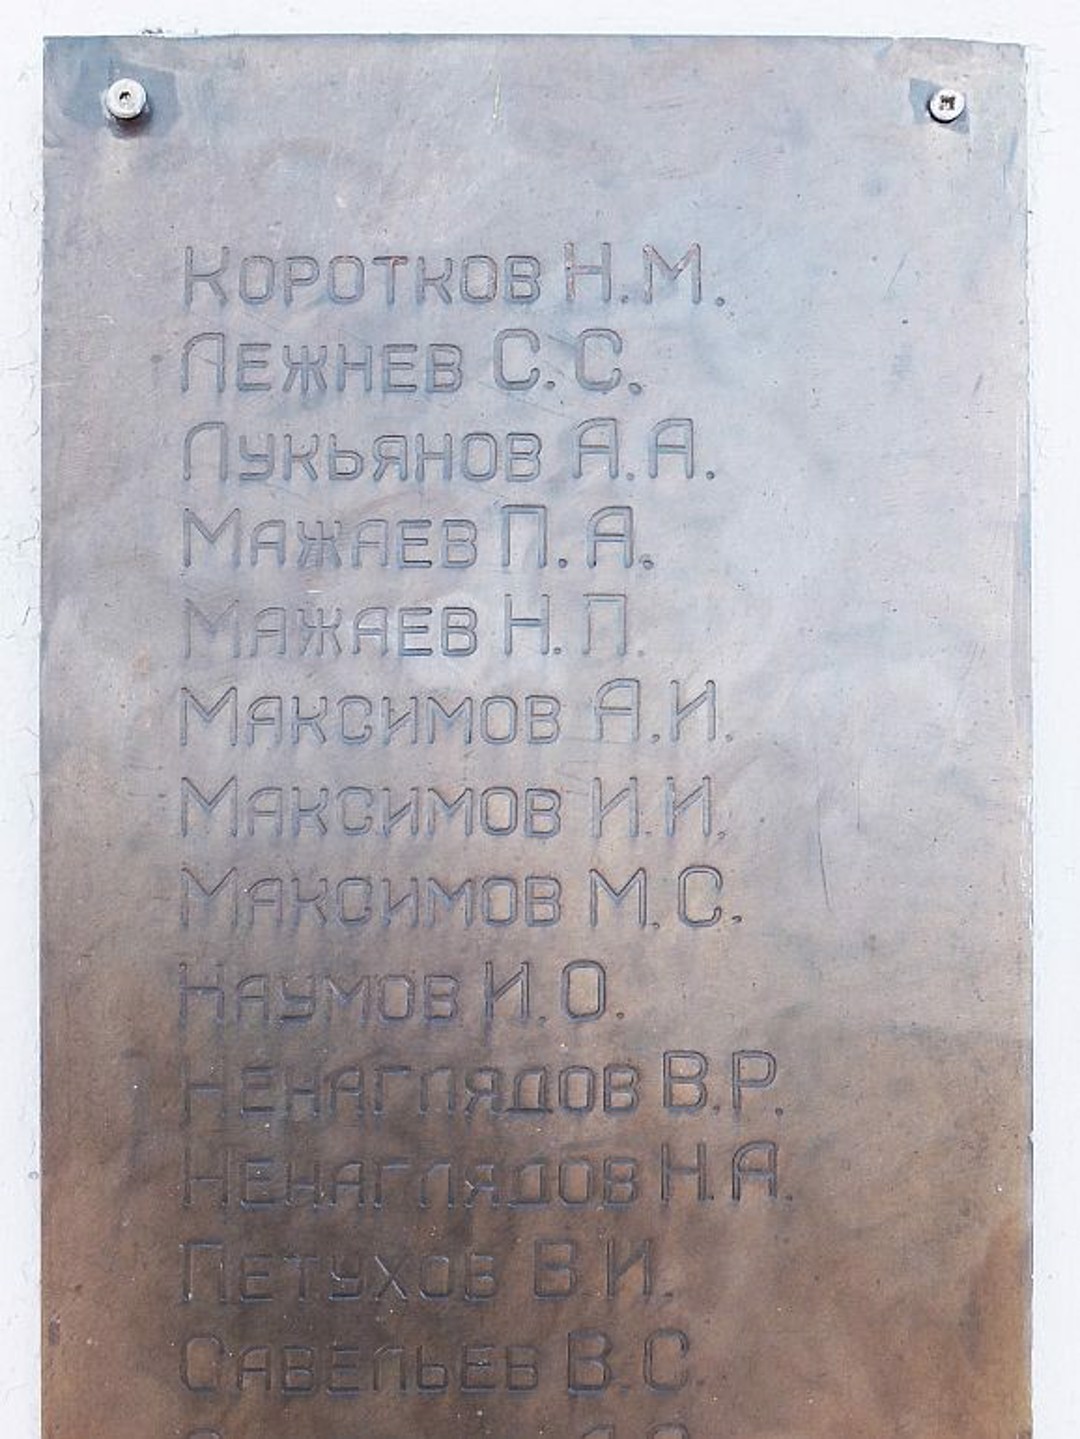 Коротков Н.М.
Лежнев С.С.
Лукьянов А.А.
Мажаев П.А.
Мажаев Н.П.
Максимов А.И.
Максимов И.И.
Максимов М.С.
Наумов И.О.
Ненаглядов В.Р.
Ненаглядов Н.А.
Петухов В.И.
Савельев В.С.